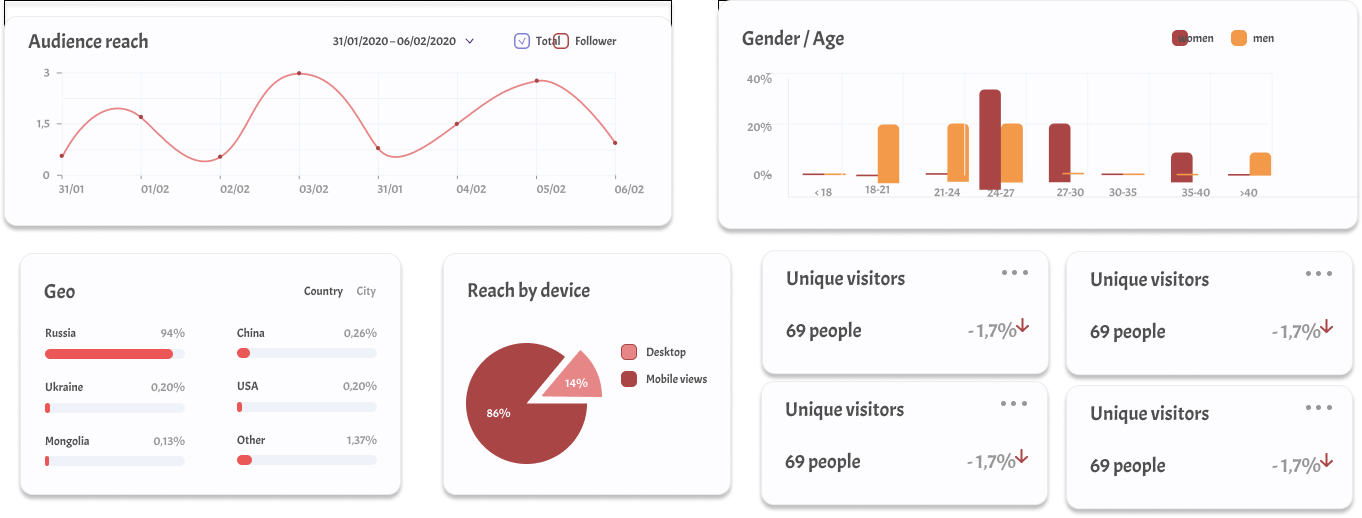 Audience reach
31/01/2020 – 06/02/2020
Total
Follower
3
1,5
0
31/01
01/02
02/02
03/02
31/01
04/02
05/02
06/02
Gender / Age
women
men
40%
20%
0%
< 18
18-21
21-24
24-27
27-30
30-35
35-40
>40
Geo
Country
City
Russia
94%
China
0,26%
Ukraine
0,20%
USA
0,20%
Mongolia
0,13%
Other
1,37%
Reach by device
14%
86%
Desktop
Mobile views
Unique visitors
69 people
-1,7%
Unique visitors
69 people
-1,7%
Unique visitors
69 people
-1,7%
Unique visitors
69 people
-1,7%